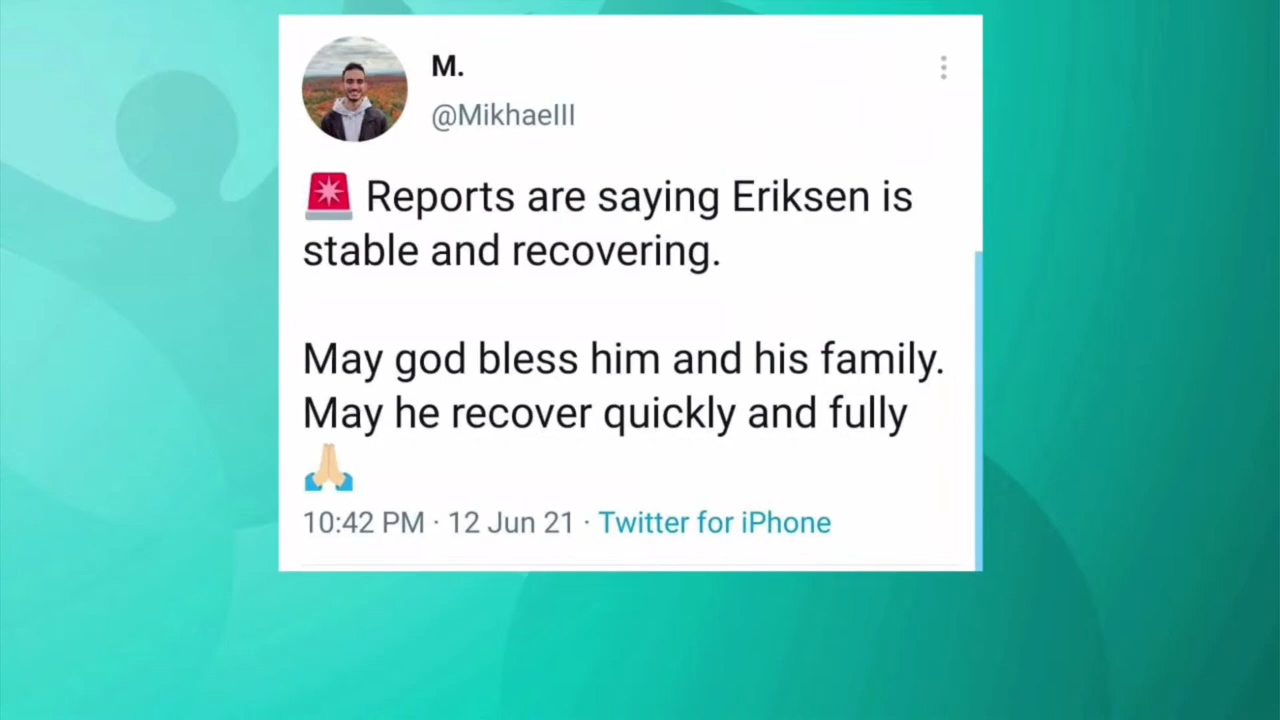 M.
@Mikhaelll
🚨 Reports are saying Eriksen is
stable and recovering.
May god bless him and his family.
May he recover quickly and fully
🙏🏼
10:42 PM · 12 Jun 21 · Twitter for iPhone